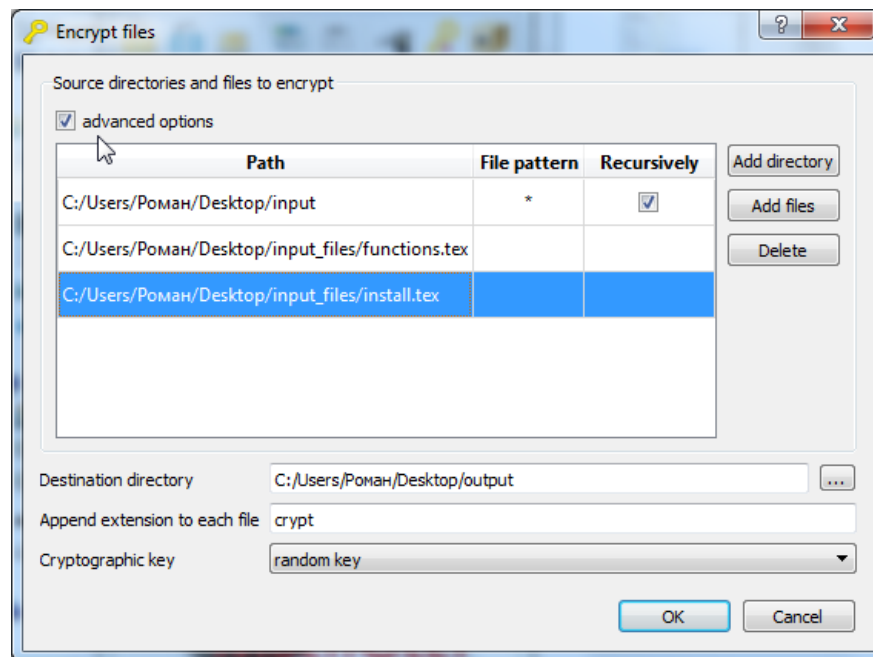 Encrypt files
Source directories and files to encrypt
advanced options
Path File pattern Recursively
C:/Users/Роман/Desktop/input *
C:/Users/Роман/Desktop/input_files/functions.tex
C:/Users/Роман/Desktop/input_files/install.tex
Add directory
Add files
Delete
Destination directory C:/Users/Роман/Desktop/output ...
Append extension to each file crypt
Cryptographic key random key
OK Cancel